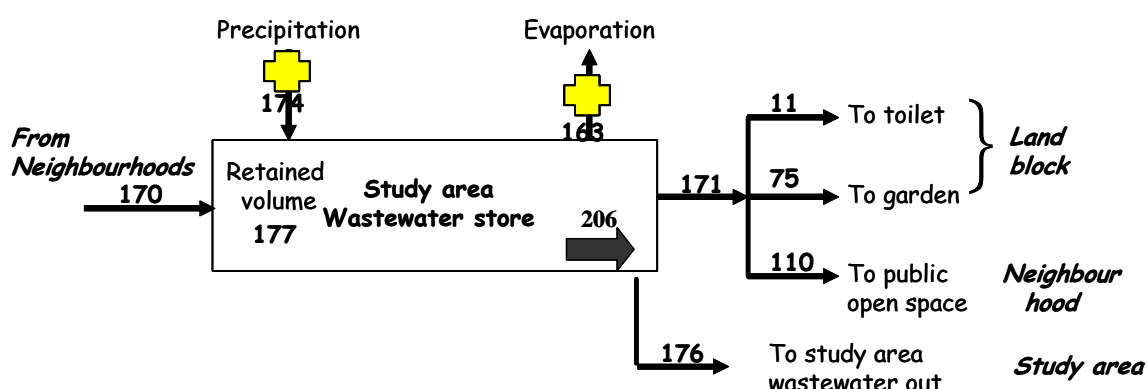 Precipitation
Evaporation
174
163
From
Neighbourhoods
170
Retained
volume
177
Study area
Wastewater store
206
171
11
To toilet
75
To garden
Land
block
110
To public
open space
Neighbour
hood
176
To study area
wastewater out
Study area